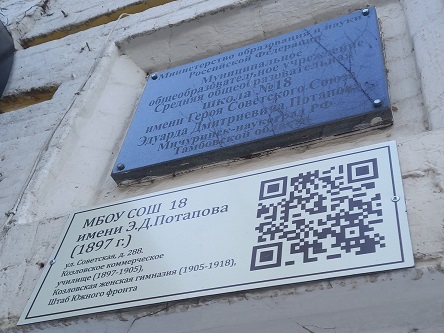 Министерство образования и науки
Российской Федерации
Муниципальное
общеобразовательное учреждение
Средняя общеобразовательная
школа №18
имени Героя Советского Союза
Эдуарда Дмитриевича Потапова
Мичуринск-наукоград РФ
Тамбовской области
МБОУ СОШ 18
имени Э.Д.Потапова
(1897 г.)
ул. Советская, д. 288.
Козловское коммерческое
училище (1897-1905),
Козловская женская гимназия (1905-1918),
Штаб Южного фронта